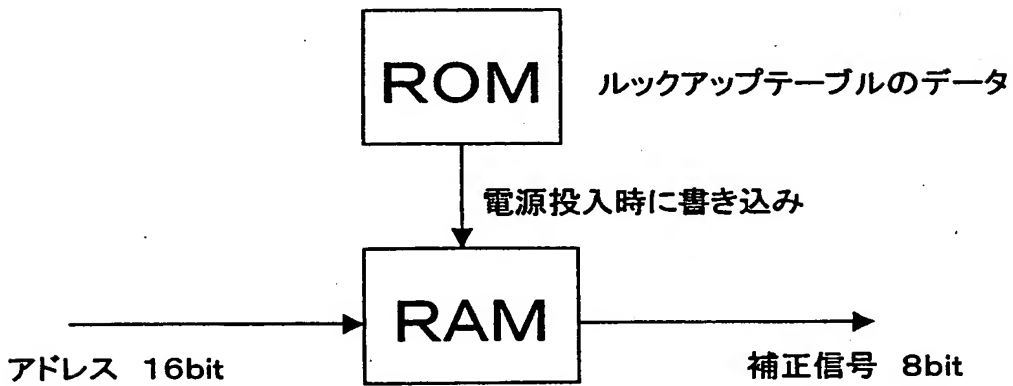 ROM
ルックアップテーブルのデータ
電源投入時に書き込み
RAM
アドレス 16bit
補正信号 8bit